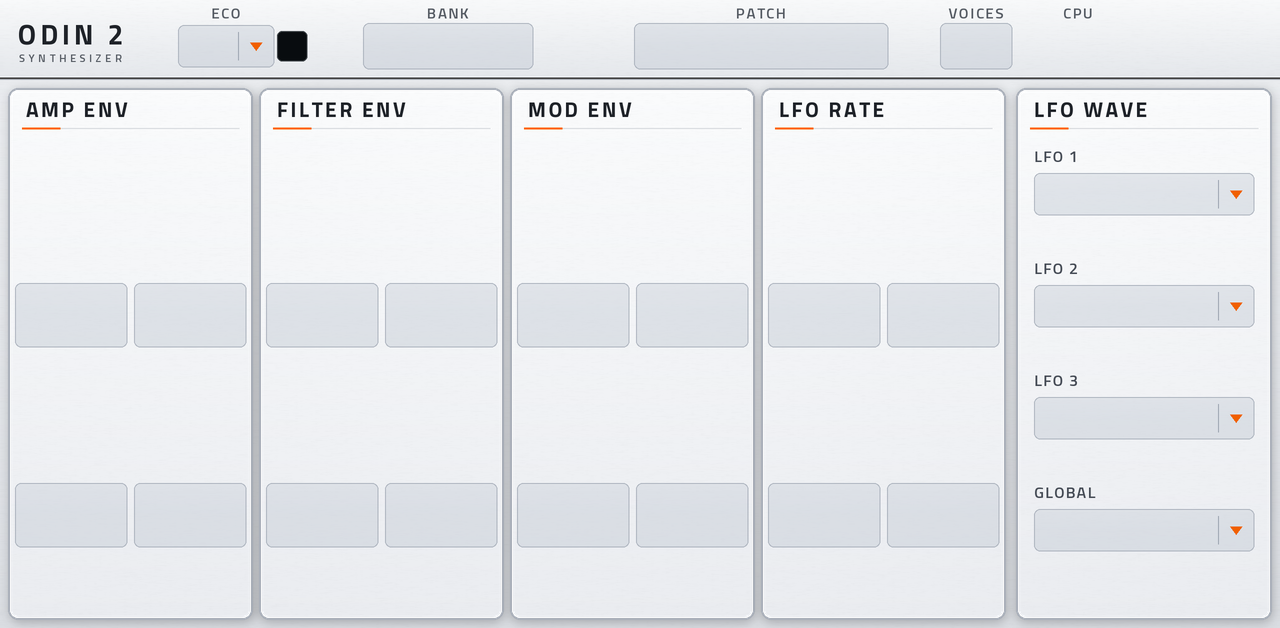 ECO
BANK
PATCH
VOICES
CPU
ODIN 2
SYNTHESIZER
AMP ENV
FILTER ENV
MOD ENV
LFO RATE
LFO WAVE
LFO 1
LFO 2
LFO 3
GLOBAL